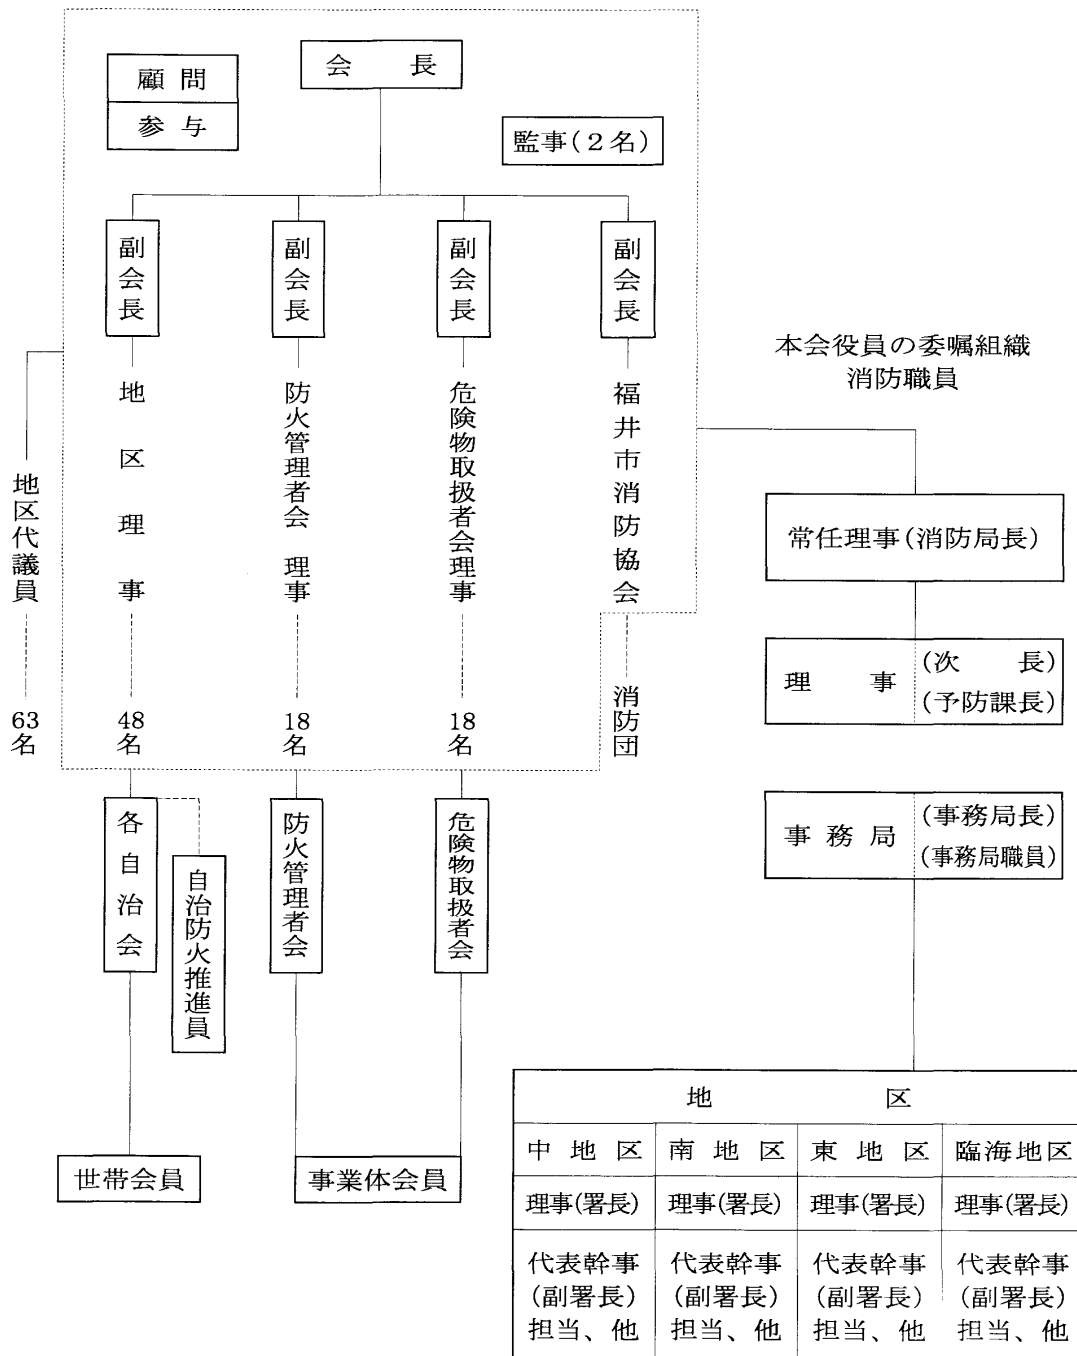 会長
顧問
参与
監事(2名)
副会長
副会長
副会長
副会長
地区理事
防火管理者会 理事
危険物取扱者会理事
福井市消防協会
地区代議員
63名
48名
18名
18名
消防団
各自治会
自治防火推進員
防火管理者会
危険物取扱者会
世帯会員
事業体会員
本会役員の委嘱組織
消防職員
常任理事(消防局長)
理事
(次長)
(予防課長)
事務局
(事務局長)
(事務局職員)
地区
中地区 南地区 東地区 臨海地区
理事(署長) 理事(署長) 理事(署長) 理事(署長)
代表幹事 代表幹事 代表幹事 代表幹事
(副署長) (副署長) (副署長) (副署長)
担当、他 担当、他 担当、他 担当、他